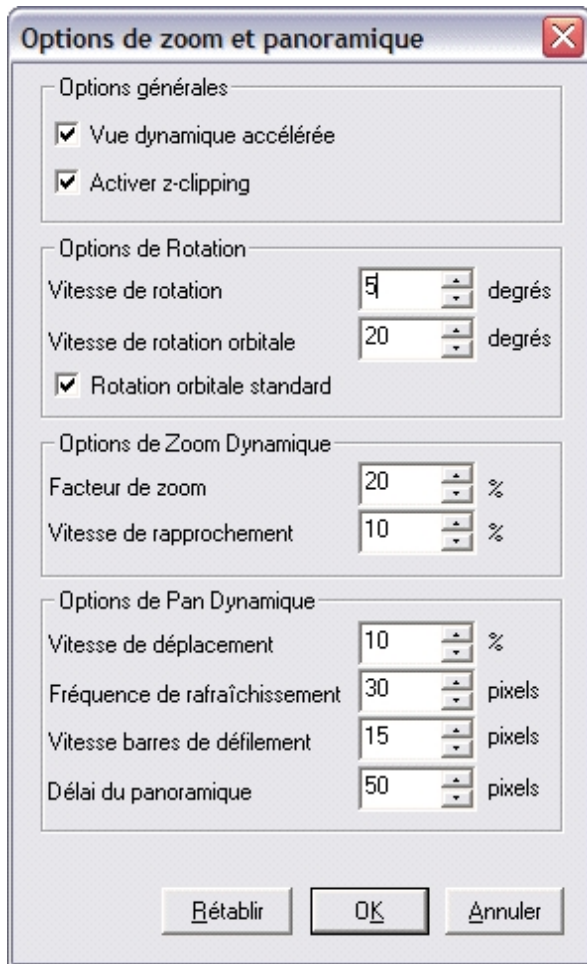 Options de zoom et panoramique
Options générales
Vue dynamique accélérée
Activer z-clipping
Options de Rotation
Vitesse de rotation 5 degrés
Vitesse de rotation orbitale 20 degrés
Rotation orbitale standard
Options de Zoom Dynamique
Facteur de zoom 20 %
Vitesse de rapprochement 10 %
Options de Pan Dynamique
Vitesse de déplacement 10 %
Fréquence de rafraîchissement 30 pixels
Vitesse barres de défilement 15 pixels
Délai du panoramique 50 pixels
Rétablir OK Annuler